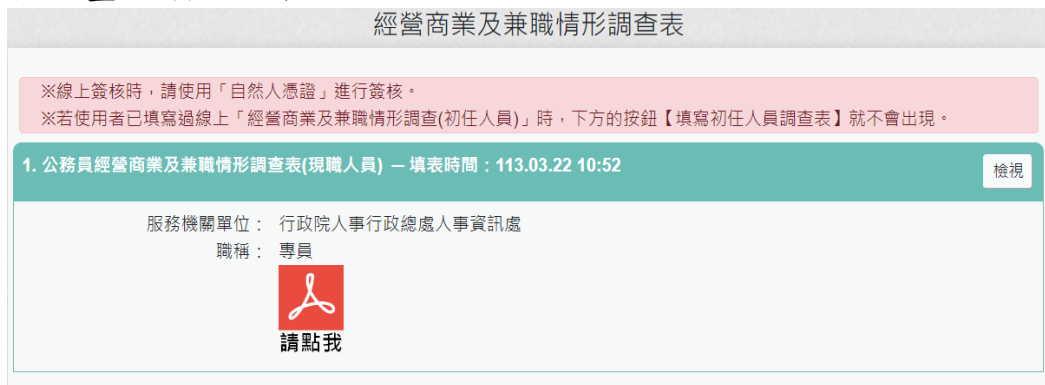 經營商業及兼職情形調查表
※線上簽核時，請使用「自然人憑證」進行簽核。
※若使用者已填寫過線上「經營商業及兼職情形調查(初任人員)」時，下方的按鈕【填寫初任人員調查表】就不會出現。
1. 公務員經營商業及兼職情形調查表(現職人員) － 填表時間：113.03.22 10:52
檢視
服務機關單位： 行政院人事行政總處人事資訊處
職稱： 專員
請點我